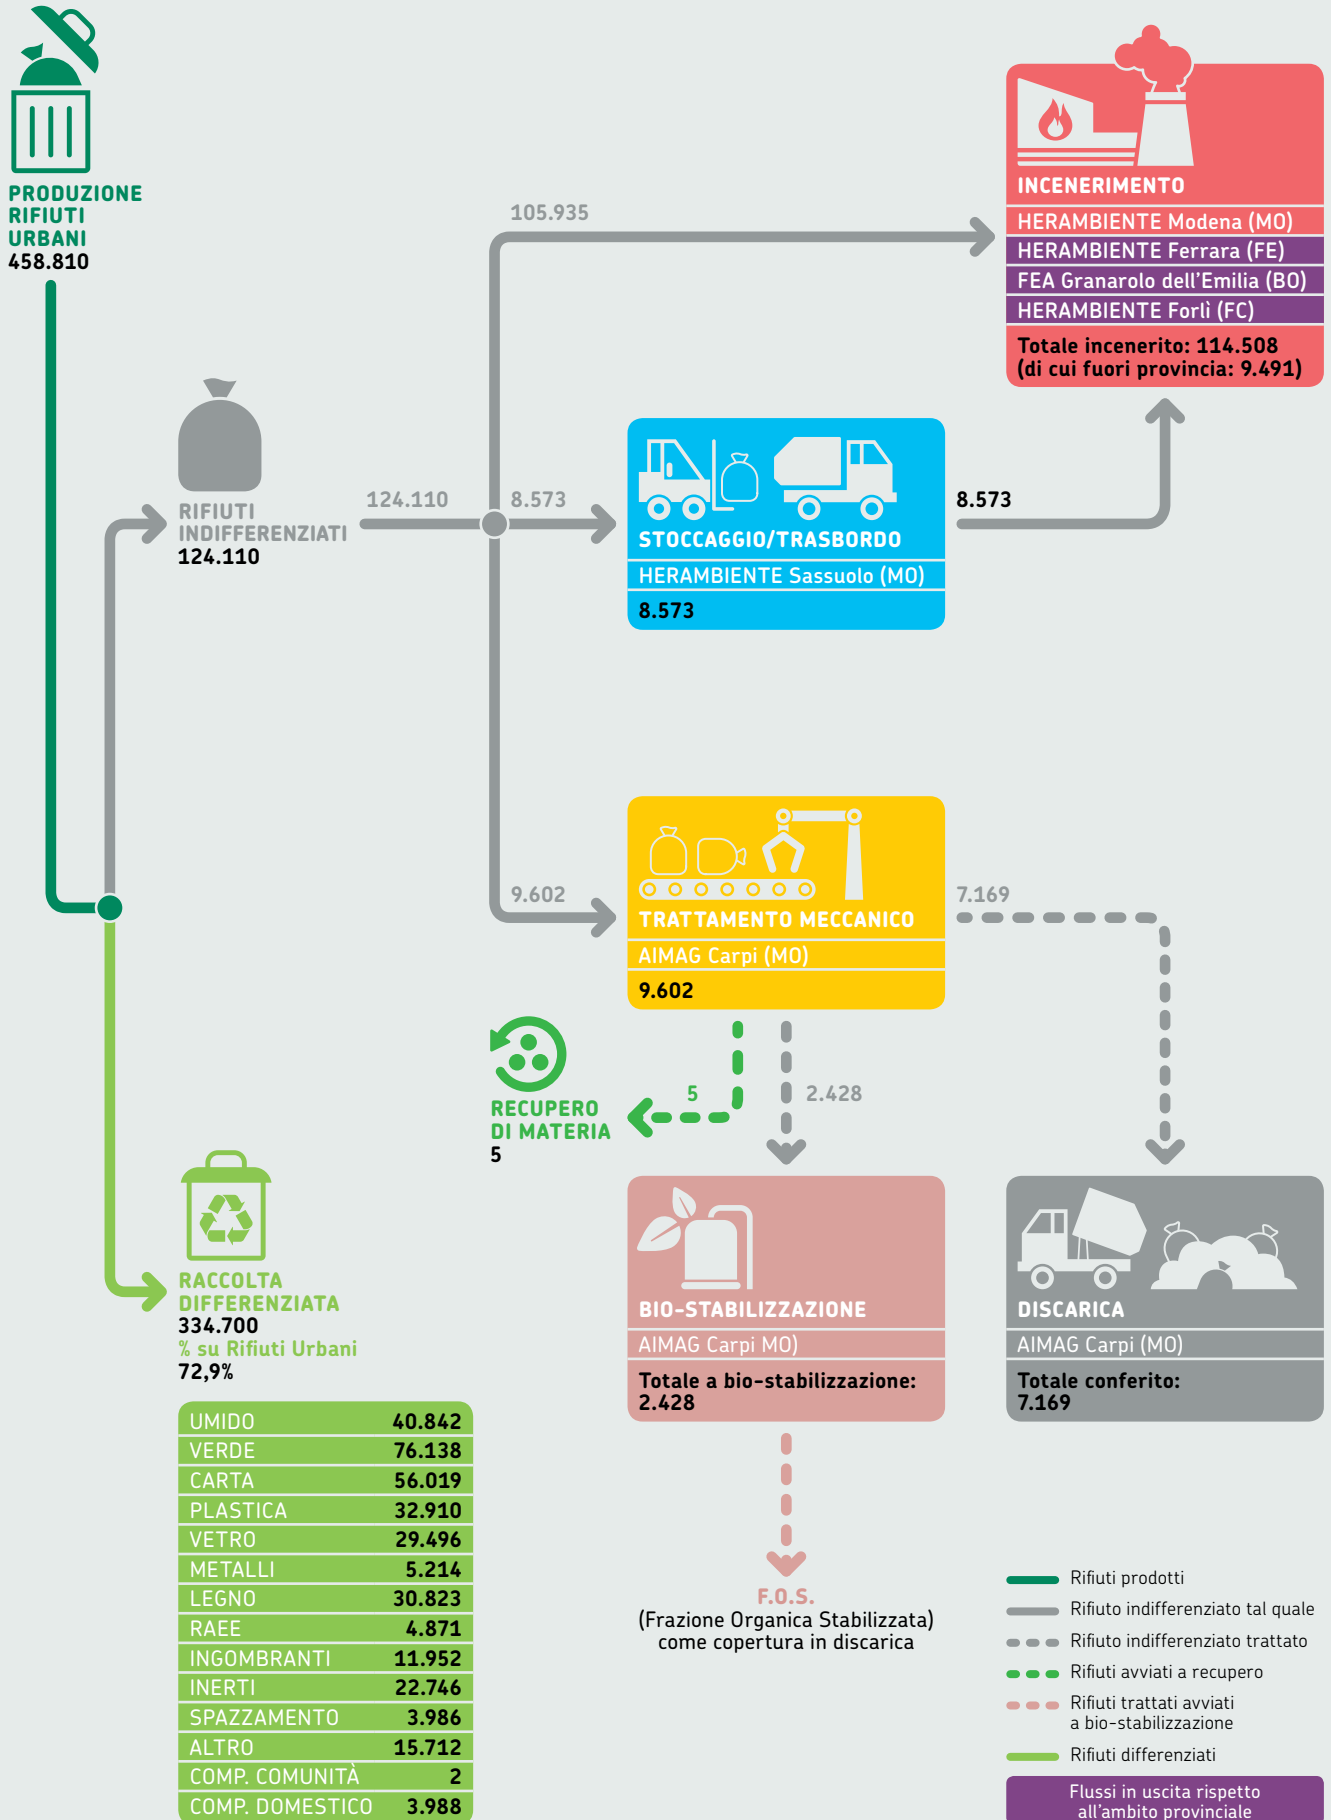 PRODUZIONE
RIFIUTI
URBANI
458.810
RIFIUTI
INDIFFERENZIATI
124.110
124.110
105.935
8.573
9.602
INCENERIMENTO
HERAMBIENTE Modena (MO)
HERAMBIENTE Ferrara (FE)
FEA Granarolo dell'Emilia (BO)
HERAMBIENTE Forlì (FC)
Totale incenerito: 114.508
(di cui fuori provincia: 9.491)
STOCCAGGIO/TRASBORDO
HERAMBIENTE Sassuolo (MO)
8.573
8.573
TRATTAMENTO MECCANICO
AIMAG Carpi (MO)
9.602
7.169
5
2.428
RECUPERO
DI MATERIA
5
BIO-STABILIZZAZIONE
AIMAG Carpi MO)
Totale a bio-stabilizzazione:
2.428
DISCARICA
AIMAG Carpi (MO)
Totale conferito:
7.169
F.O.S.
(Frazione Organica Stabilizzata)
come copertura in discarica
RACCOLTA
DIFFERENZIATA
334.700
% su Rifiuti Urbani
72,9%
UMIDO 40.842
VERDE 76.138
CARTA 56.019
PLASTICA 32.910
VETRO 29.496
METALLI 5.214
LEGNO 30.823
RAEE 4.871
INGOMBRANTI 11.952
INERTI 22.746
SPAZZAMENTO 3.986
ALTRO 15.712
COMP. COMUNITÀ 2
COMP. DOMESTICO 3.988
Rifiuti prodotti
Rifiuto indifferenziato tal quale
Rifiuto indifferenziato trattato
Rifiuti avviati a recupero
Rifiuti trattati avviati
a bio-stabilizzazione
Rifiuti differenziati
Flussi in uscita rispetto
all'ambito provinciale